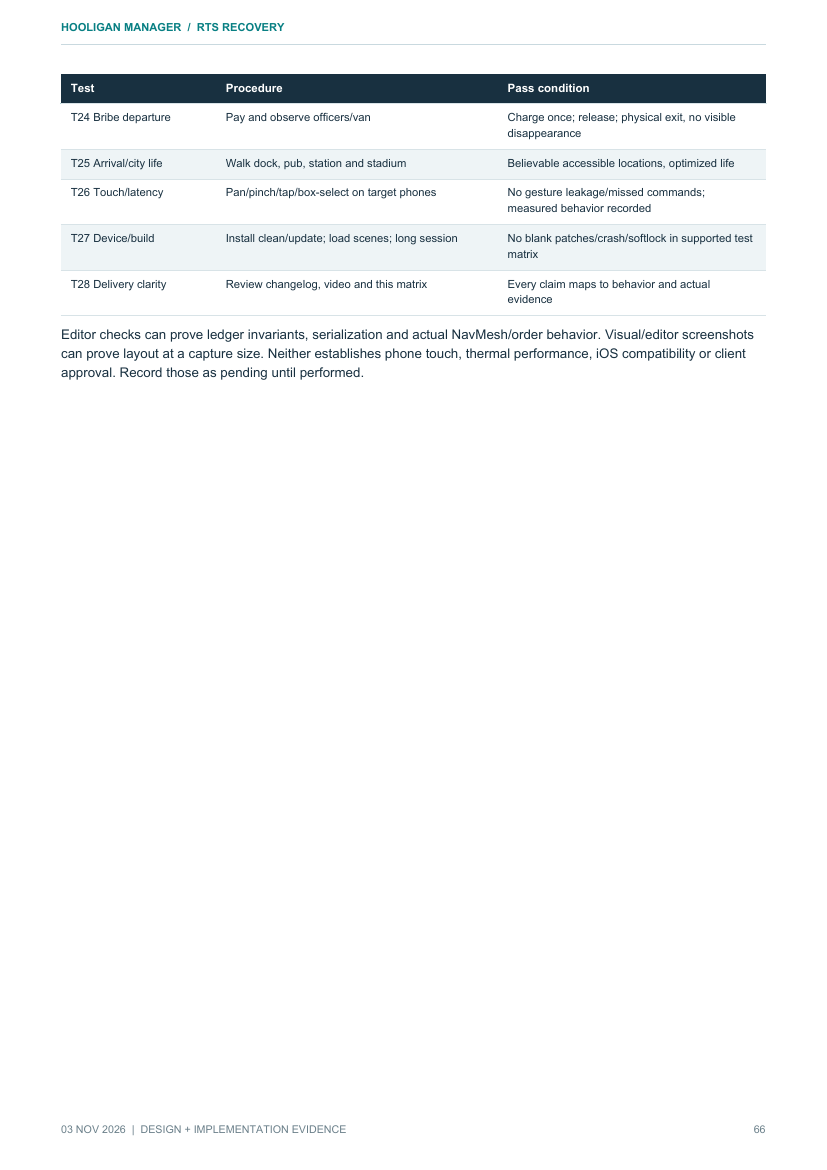 HOOLIGAN MANAGER / RTS RECOVERY
Test Procedure Pass condition
T24 Bribe departure Pay and observe officers/van Charge once; release; physical exit, no visible
disappearance
T25 Arrival/city life Walk dock, pub, station and stadium Believable accessible locations, optimized life
T26 Touch/latency Pan/pinch/tap/box-select on target phones No gesture leakage/missed commands;
measured behavior recorded
T27 Device/build Install clean/update; load scenes; long session No blank patches/crash/softlock in supported test
matrix
T28 Delivery clarity Review changelog, video and this matrix Every claim maps to behavior and actual
evidence
Editor checks can prove ledger invariants, serialization and actual NavMesh/order behavior. Visual/editor screenshots
can prove layout at a capture size. Neither establishes phone touch, thermal performance, iOS compatibility or client
approval. Record those as pending until performed.
03 NOV 2026 | DESIGN + IMPLEMENTATION EVIDENCE 66